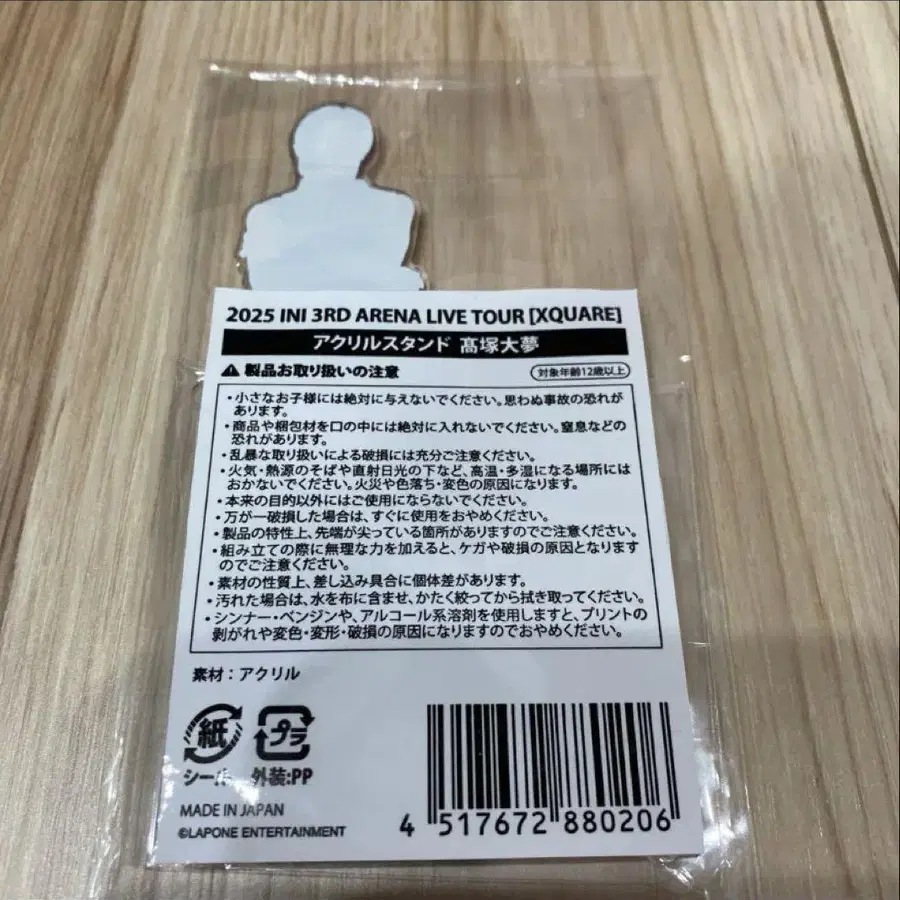 2025 INI 3RD ARENA LIVE TOUR [XQUARE]
アクリルスタンド 髙塚大夢
製品お取り扱いの注意
対象年齢12歳以上
・小さなお子様には絶対に与えないでください。思わぬ事故の恐れが
あります。
・商品や梱包材を口の中には絶対に入れないでください。窒息などの
恐れがあります。
・乱暴な取り扱いによる破損には充分ご注意ください。
・火気・熱源のそばや直射日光の下など、高温・多湿になる場所には
おかないでください。火災や色落ち・変色の原因になります。
・本来の目的以外にはご使用にならないでください。
・万が一破損した場合は、すぐに使用をおやめください。
・製品の特性上、先端が尖っている箇所がありますのでご注意ください。
・組み立ての際に無理な力を加えると、ケガや破損の原因となります
のでご注意ください。
・素材の性質上、差し込み具合に個体差があります。
・汚れた場合は、水を布に含ませ、かたく絞ってから拭き取ってください。
・シンナー・ベンジンや、アルコール系溶剤を使用しますと、プリントの
剥がれや変色・変形・破損の原因になりますのでおやめください。
素材：アクリル
紙 プラ
シール 外装:PP
MADE IN JAPAN
©LAPONE ENTERTAINMENT
4 517672 880206